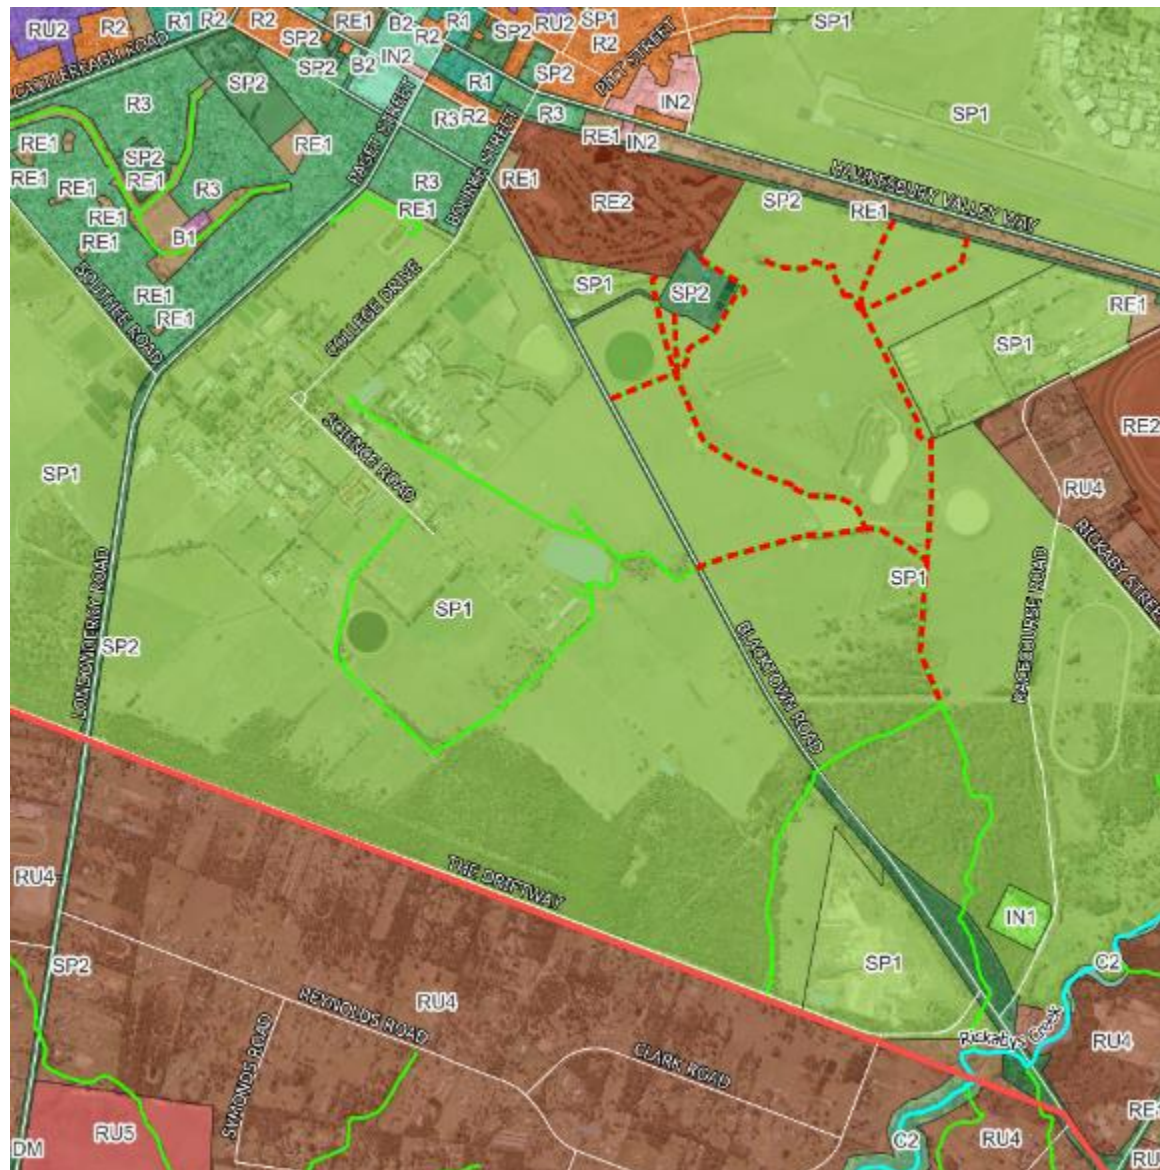 RU2
R2
R1
R2
R2
RE1
B2
R1
RU2
SP1
SP1
SP2
R2
SP2
R2
SP2
B2
IN2
PITT STREET
CASTLEREAGH ROAD
SP2
R1
SP2
R3
IN2
SP1
R3
R2
R3
RE1
IN2
RE1
RE1
PAGET STREET
BOURKE STREET
HAWKESBURY VALLEY WAY
SP2
RE1
RE1
RE1
R3
R3
RE1
RE1
RE2
SP2
RE1
RE1
B1
RE1
SOUTHEE ROAD
RE1
RE1
COLLEGE DRIVE
SP1
SP2
RE1
SP1
SCIENCE ROAD
RE2
SP1
RU4
LONDONDERRY ROAD
SP1
SP1
RACECOURSE ROAD
RICKABY STREET
SP2
BLACKTOWN ROAD
RU4
THE DRIFTWAY
IN1
SP2
SP1
C2
RU4
REYNOLDS ROAD
SYMONDS ROAD
CLARK ROAD
Rickabys Creek
RU4
RU5
DM
C2
RU4
RE1
RU